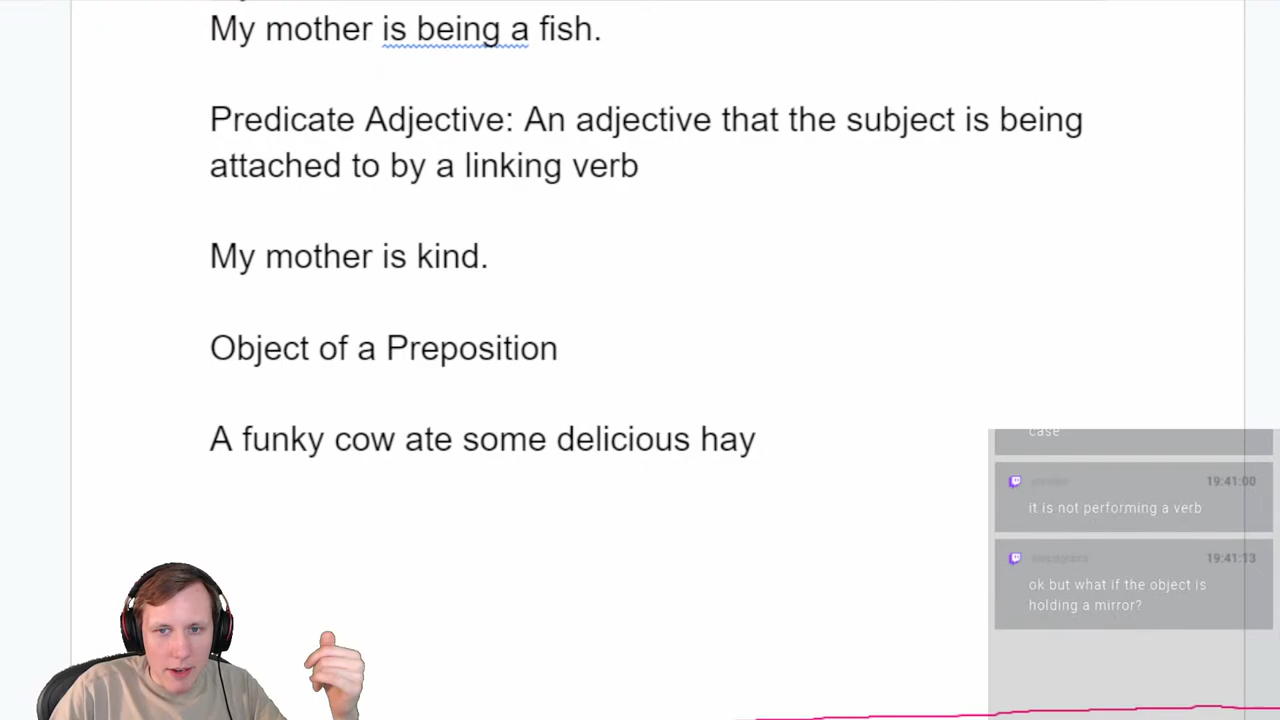 My mother is being a fish.
Predicate Adjective: An adjective that the subject is being
attached to by a linking verb
My mother is kind.
Object of a Preposition
A funky cow ate some delicious hay
case
19:41:00
it is not performing a verb
19:41:13
ok but what if the object is
holding a mirror?